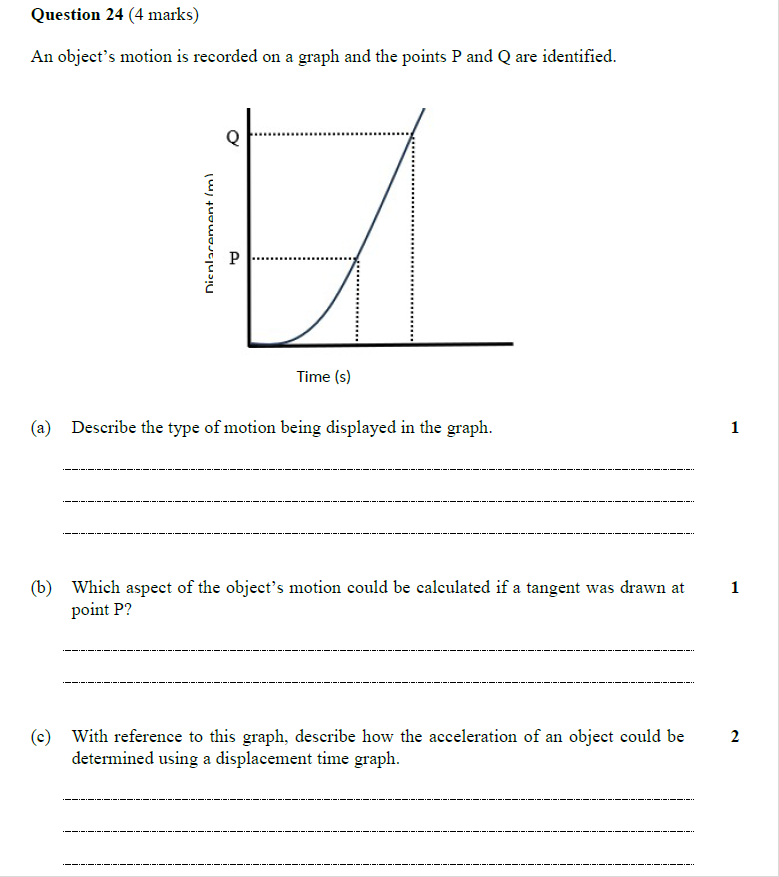 Question 24 (4 marks)
An object's motion is recorded on a graph and the points P and Q are identified.
Q
Displacement (m)
P
Time (s)
(a) Describe the type of motion being displayed in the graph. 1
(b) Which aspect of the object's motion could be calculated if a tangent was drawn at 1
point P?
(c) With reference to this graph, describe how the acceleration of an object could be 2
determined using a displacement time graph.